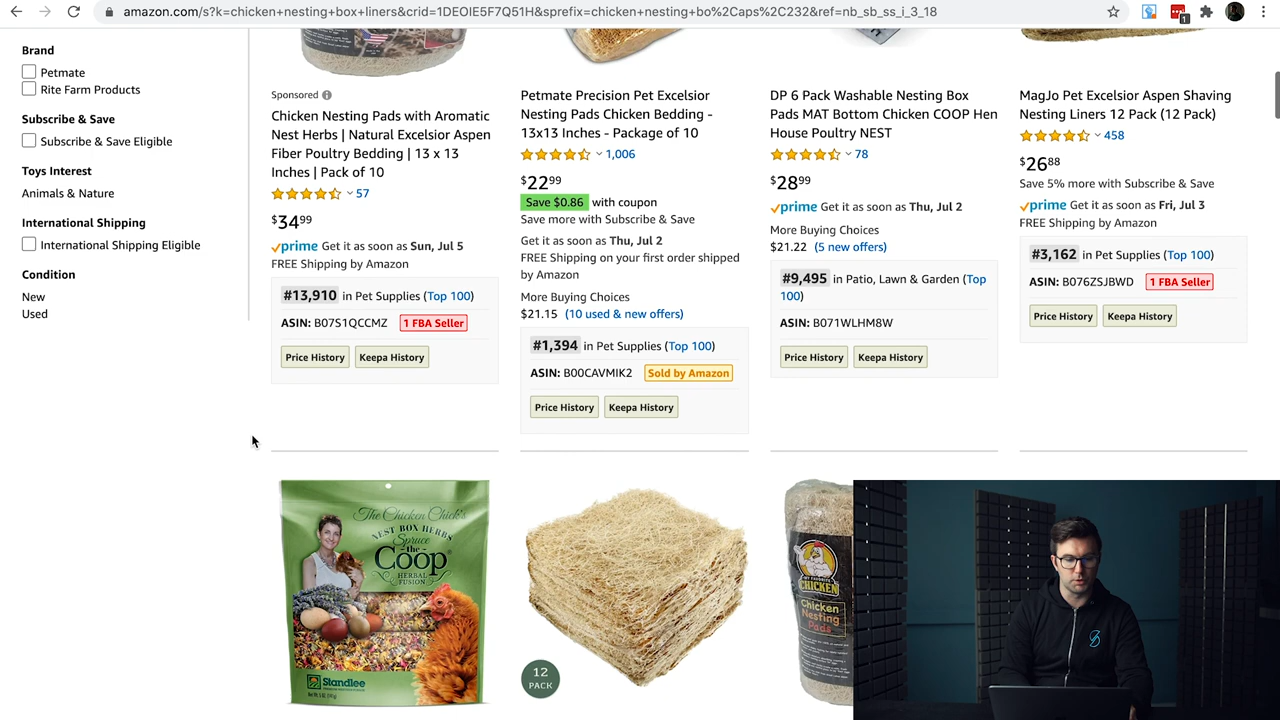 amazon.com/s?k=chicken+nesting+box+liners&crid=1DEOIE5F7Q51H&sprefix=chicken+nesting+bo%2Caps%2C232&ref=nb_sb_ss_i_3_18
1
Brand
Petmate
Rite Farm Products
Subscribe & Save
Subscribe & Save Eligible
Toys Interest
Animals & Nature
International Shipping
International Shipping Eligible
Condition
New
Used
Sponsored
Chicken Nesting Pads with Aromatic
Nest Herbs | Natural Excelsior Aspen
Fiber Poultry Bedding | 13 x 13
Inches | Pack of 10
57
$3499
prime Get it as soon as Sun, Jul 5
FREE Shipping by Amazon
#13,910 in Pet Supplies (Top 100)
ASIN: B07S1QCCMZ 1 FBA Seller
Price History Keepa History
Petmate Precision Pet Excelsior
Nesting Pads Chicken Bedding -
13x13 Inches - Package of 10
1,006
$2299
Save $0.86 with coupon
Save more with Subscribe & Save
Get it as soon as Thu, Jul 2
FREE Shipping on your first order shipped
by Amazon
More Buying Choices
$21.15 (10 used & new offers)
#1,394 in Pet Supplies (Top 100)
ASIN: B00CAVMIK2 Sold by Amazon
Price History Keepa History
DP 6 Pack Washable Nesting Box
Pads MAT Bottom Chicken COOP Hen
House Poultry NEST
78
$2899
prime Get it as soon as Thu, Jul 2
More Buying Choices
$21.22 (5 new offers)
#9,495 in Patio, Lawn & Garden (Top
100)
ASIN: B071WLHM8W
Price History Keepa History
MagJo Pet Excelsior Aspen Shaving
Nesting Liners 12 Pack (12 Pack)
458
$2688
Save 5% more with Subscribe & Save
prime Get it as soon as Fri, Jul 3
FREE Shipping by Amazon
#3,162 in Pet Supplies (Top 100)
ASIN: B076ZSJBWD 1 FBA Seller
Price History Keepa History
The Chicken Chick's
NEST BOX HERBS
Spruce
the
Coop
HERBAL
FUSION
Standlee
12
PACK
MY FAVORITE
CHICKEN
Chicken
Nesting
Pads